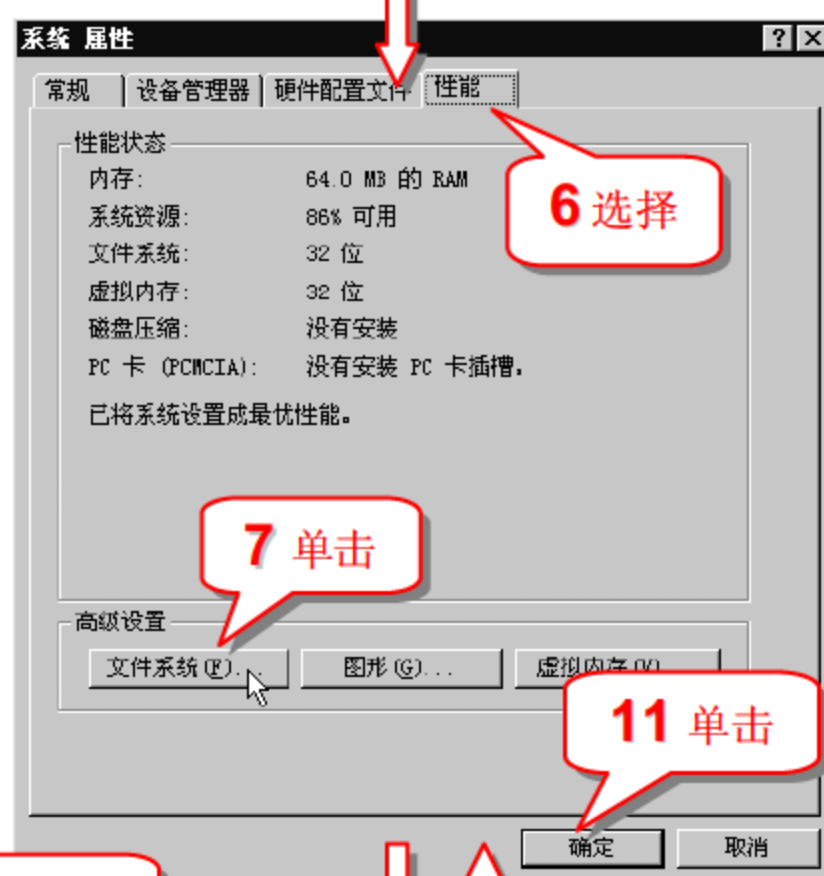 系统 属性
常规 设备管理器 硬件配置文件 性能
6 选择
性能状态
内存: 64.0 MB 的 RAM
系统资源: 86% 可用
文件系统: 32 位
虚拟内存: 32 位
磁盘压缩: 没有安装
PC 卡 (PCMCIA): 没有安装 PC 卡插槽。
已将系统设置成最优性能。
7 单击
高级设置
文件系统(F)... 图形(G)... 虚拟内存(V)
11 单击
确定 取消